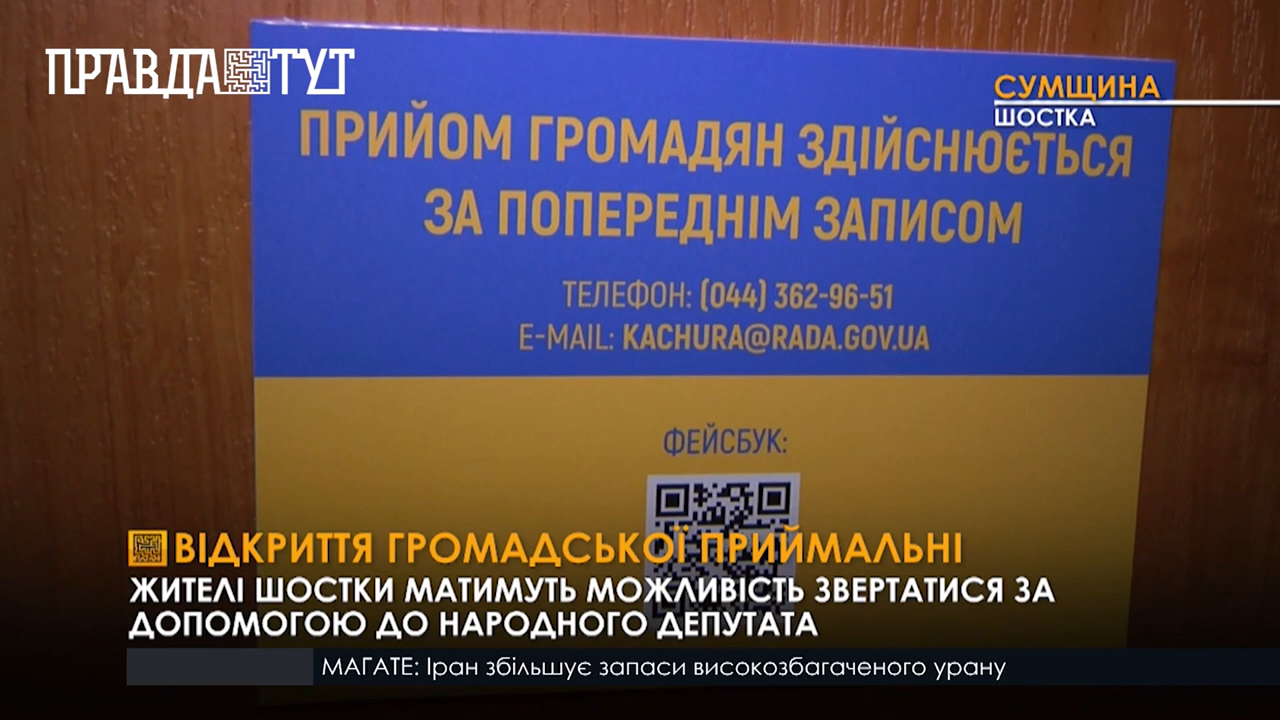 ПРАВДА ТУТ
СУМЩИНА
ШОСТКА
ПРИЙОМ ГРОМАДЯН ЗДІЙСНЮЄТЬСЯ
ЗА ПОПЕРЕДНІМ ЗАПИСОМ
ТЕЛЕФОН: (044) 362-96-51
E-MAIL: KACHURA@RADA.GOV.UA
ФЕЙСБУК:
ВІДКРИТТЯ ГРОМАДСЬКОЇ ПРИЙМАЛЬНІ
ЖИТЕЛІ ШОСТКИ МАТИМУТЬ МОЖЛИВІСТЬ ЗВЕРТАТИСЯ ЗА
ДОПОМОГОЮ ДО НАРОДНОГО ДЕПУТАТА
МАГАТЕ: Іран збільшує запаси високозбагаченого урану